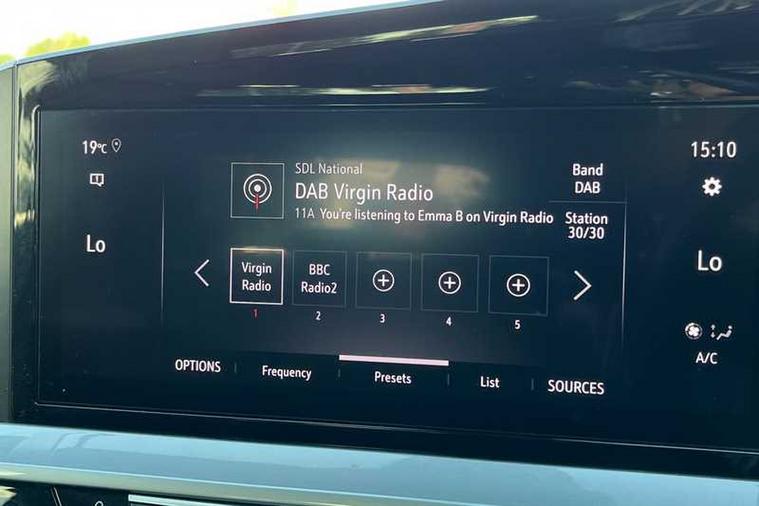 19°C
15:10
SDL National
DAB Virgin Radio
11A You're listening to Emma B on Virgin Radio
Band
DAB
Station
30/30
Lo
Lo
Virgin
Radio
BBC
Radio2
1
2
3
4
5
A/C
OPTIONS
Frequency
Presets
List
SOURCES